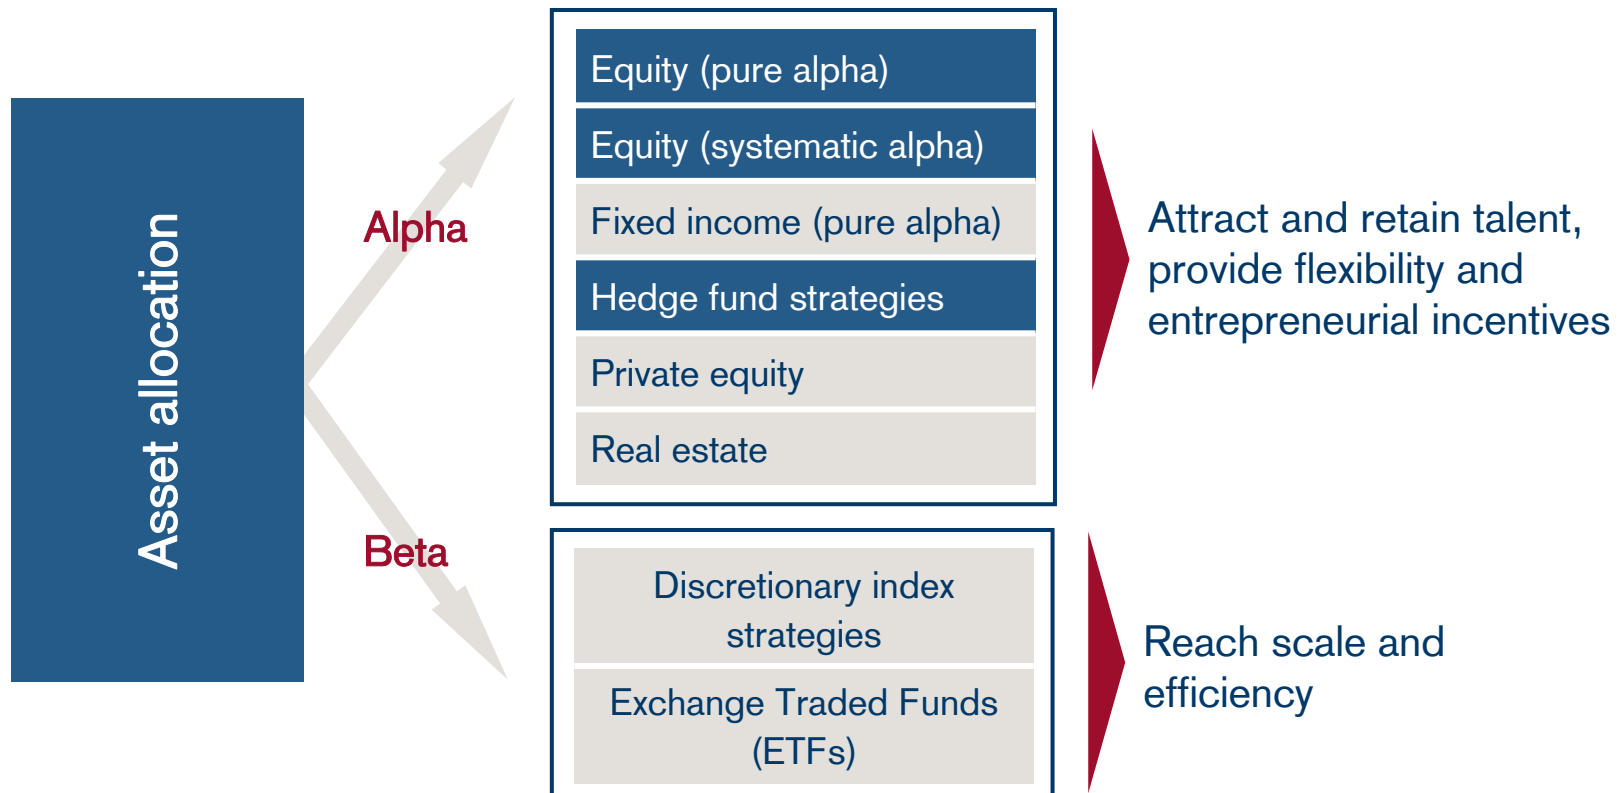 Asset allocation
Alpha
Equity (pure alpha)
Equity (systematic alpha)
Fixed income (pure alpha)
Hedge fund strategies
Private equity
Real estate
Attract and retain talent,
provide flexibility and
entrepreneurial incentives
Beta
Discretionary index
strategies
Exchange Traded Funds
(ETFs)
Reach scale and
efficiency